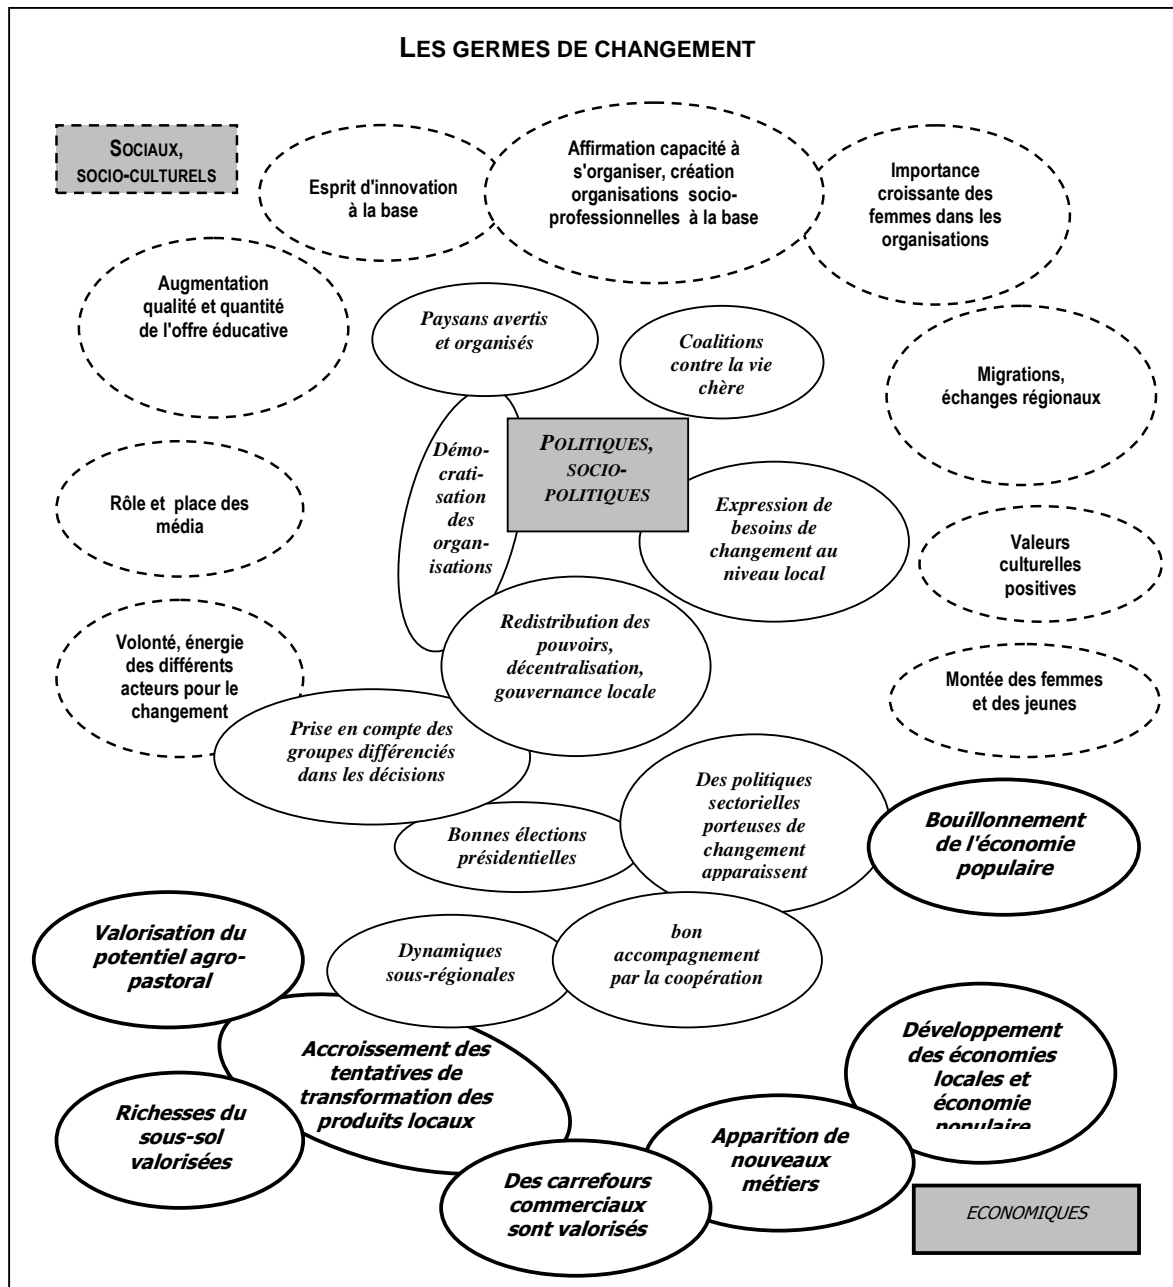 LES GERMES DE CHANGEMENT
SOCIAUX,
SOCIO-CULTURELS
Esprit d'innovation
à la base
Affirmation capacité à
s'organiser, création
organisations socio-
professionnelles à la base
Importance
croissante des
femmes dans les
organisations
Augmentation
qualité et quantité
de l'offre éducative
Paysans avertis
et organisés
Coalitions
contre la vie
chère
Migrations,
échanges régionaux
Rôle et place des
média
Démo-
crati-
sation
des
organ-
isations
POLITIQUES,
SOCIO-
POLITIQUES
Expression de
besoins de
changement au
niveau local
Valeurs
culturelles
positives
Volonté, énergie
des différents
acteurs pour le
changement
Redistribution des
pouvoirs,
décentralisation,
gouvernance locale
Montée des femmes
et des jeunes
Prise en compte des
groupes différenciés
dans les décisions
Bonnes élections
présidentielles
Des politiques
sectorielles
porteuses de
changement
apparaissent
Bouillonnement
de l'économie
populaire
Valorisation du
potentiel agro-
pastoral
Dynamiques
sous-régionales
bon
accompagnement
par la coopération
Accroissement des
tentatives de
transformation des
produits locaux
Développement
des économies
locales et
économie
populaire
Richesses du
sous-sol
valorisées
Des carrefours
commerciaux
sont valorisés
Apparition de
nouveaux
métiers
ECONOMIQUES